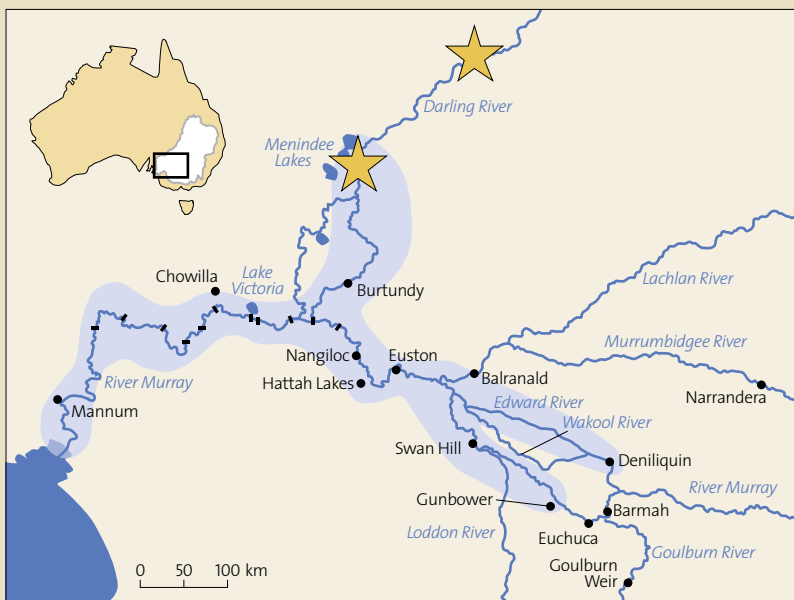 Darling River
Menindee
Lakes
Chowilla
Lake
Victoria
Burtundy
Lachlan River
Murrumbidgee River
Nangiloc
Euston
River Murray
Hattah Lakes
Balranald
Narrandera
Mannum
Edward River
Wakool River
Swan Hill
Deniliquin
River Murray
Gunbower
Barmah
Loddon River
Euchuca
Goulburn River
Goulburn
Weir
0 50 100 km